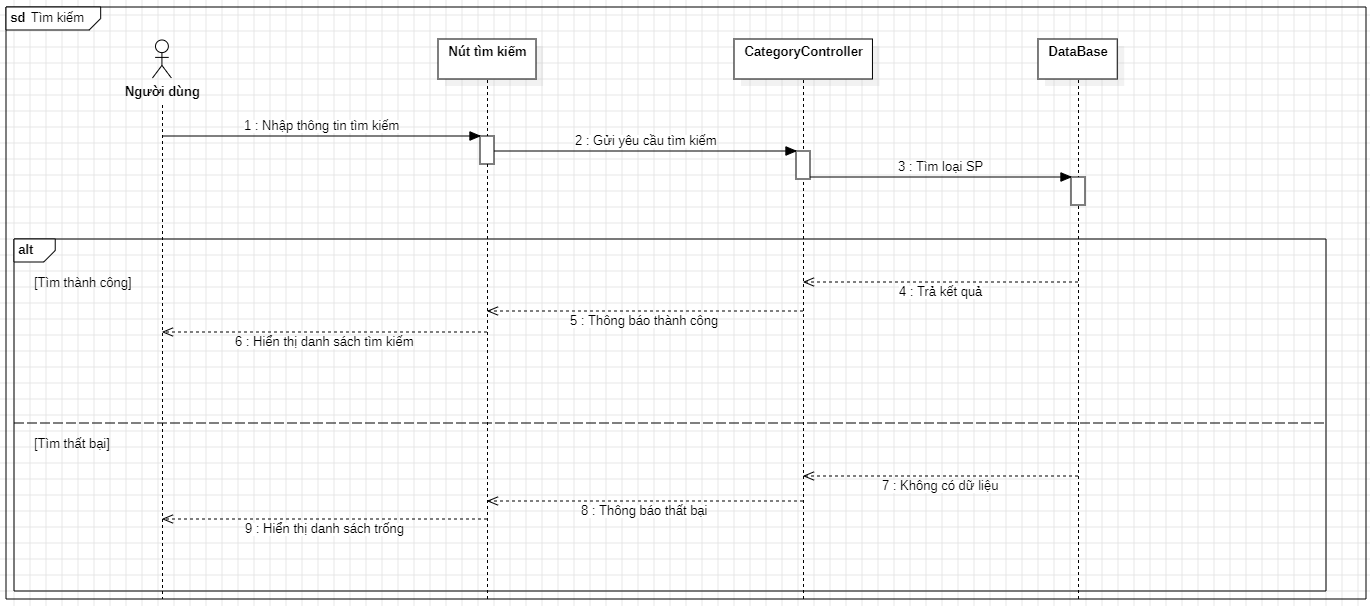 sd Tìm kiếm
Người dùng
Nút tìm kiếm
CategoryController
DataBase
1 : Nhập thông tin tìm kiếm
2 : Gửi yêu cầu tìm kiếm
3 : Tìm loại SP
alt
[Tìm thành công]
4 : Trả kết quả
5 : Thông báo thành công
6 : Hiển thị danh sách tìm kiếm
[Tìm thất bại]
7 : Không có dữ liệu
8 : Thông báo thất bại
9 : Hiển thị danh sách trống